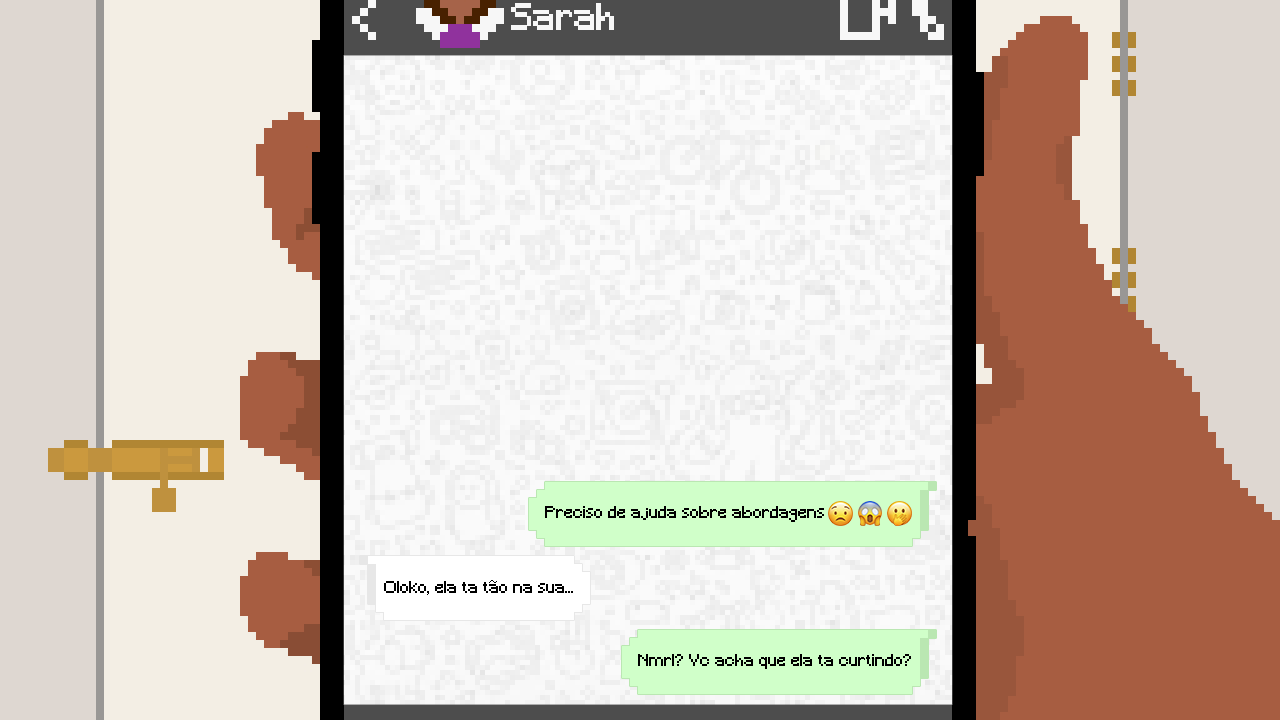 Sarah
Preciso de ajuda sobre abordagens😟😱🤫
Oloko, ela ta tão na sua...
Nmrl? Vc acha que ela ta curtindo?